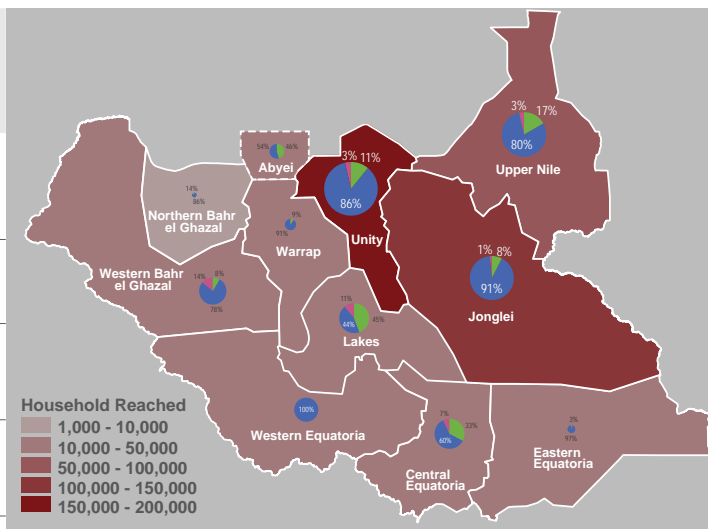 3% 17%
80%
Upper Nile
54% 46%
Abyei
3% 11%
86%
Unity
14%
86%
Northern Bahr
el Ghazal
9%
91%
Warrap
14% 8%
78%
Western Bahr
el Ghazal
1% 8%
91%
Jonglei
11%
44% 45%
Lakes
100%
Western Equatoria
7% 33%
60%
Central
Equatoria
3%
97%
Eastern
Equatoria
Household Reached
1,000 - 10,000
10,000 - 50,000
50,000 - 100,000
100,000 - 150,000
150,000 - 200,000